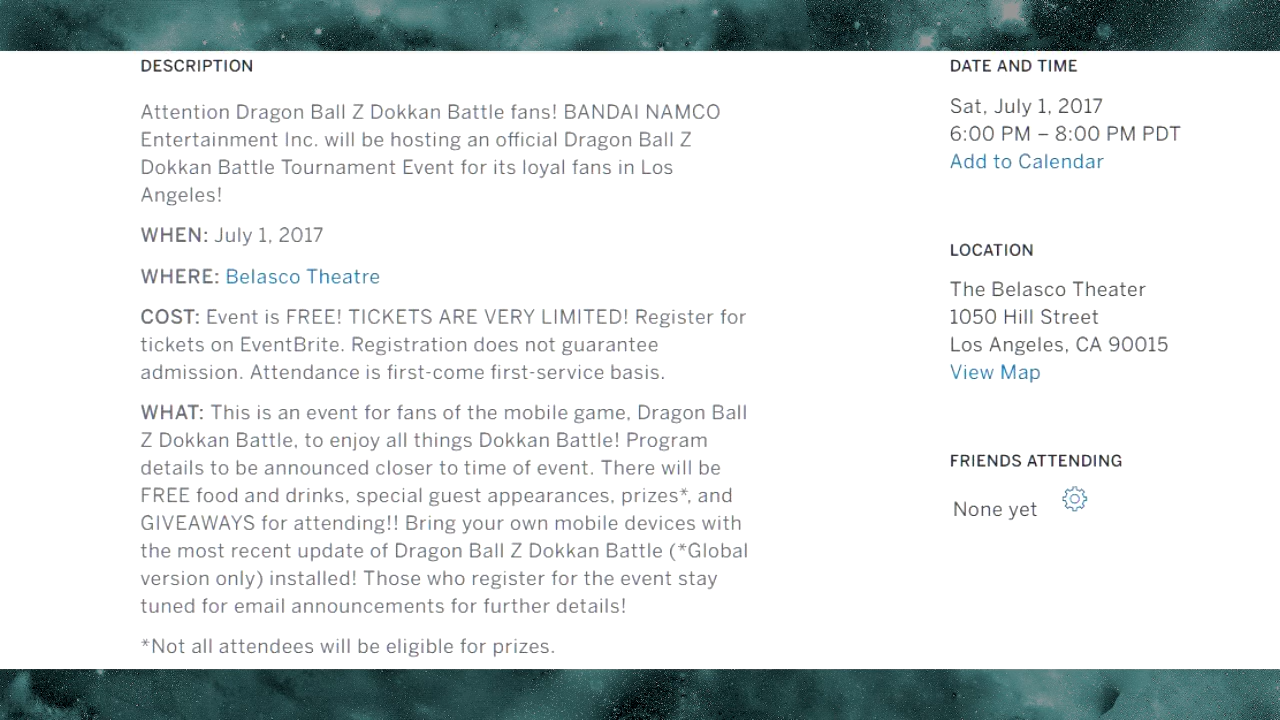 DESCRIPTION
Attention Dragon Ball Z Dokkan Battle fans! BANDAI NAMCO
Entertainment Inc. will be hosting an official Dragon Ball Z
Dokkan Battle Tournament Event for its loyal fans in Los
Angeles!
WHEN: July 1, 2017
WHERE: Belasco Theatre
COST: Event is FREE! TICKETS ARE VERY LIMITED! Register for
tickets on EventBrite. Registration does not guarantee
admission. Attendance is first-come first-service basis.
WHAT: This is an event for fans of the mobile game, Dragon Ball
Z Dokkan Battle, to enjoy all things Dokkan Battle! Program
details to be announced closer to time of event. There will be
FREE food and drinks, special guest appearances, prizes*, and
GIVEAWAYS for attending!! Bring your own mobile devices with
the most recent update of Dragon Ball Z Dokkan Battle (*Global
version only) installed! Those who register for the event stay
tuned for email announcements for further details!
*Not all attendees will be eligible for prizes.
DATE AND TIME
Sat, July 1, 2017
6:00 PM – 8:00 PM PDT
Add to Calendar
LOCATION
The Belasco Theater
1050 Hill Street
Los Angeles, CA 90015
View Map
FRIENDS ATTENDING
None yet